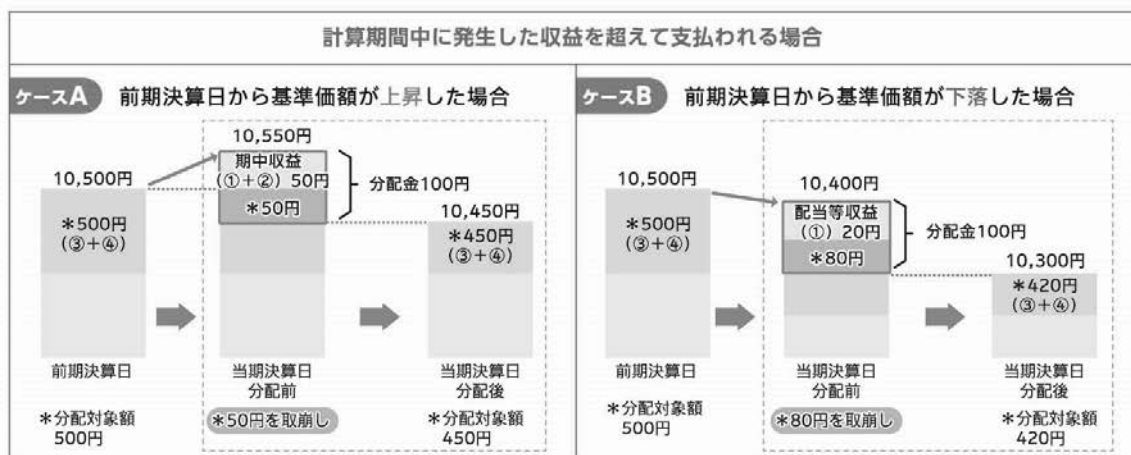 計算期間中に発生した収益を超えて支払われる場合
ケースA 前期決算日から基準価額が上昇した場合
10,550円
期中収益
(①+②) 50円
*50円
分配金100円
10,500円
*500円
(③+④)
10,450円
*450円
(③+④)
前期決算日
当期決算日
分配前
当期決算日
分配後
*分配対象額
500円
*50円を取崩し
*分配対象額
450円
ケースB 前期決算日から基準価額が下落した場合
10,500円
*500円
(③+④)
10,400円
配当等収益
(①) 20円
*80円
分配金100円
10,300円
*420円
(③+④)
前期決算日
当期決算日
分配前
当期決算日
分配後
*分配対象額
500円
*80円を取崩し
*分配対象額
420円